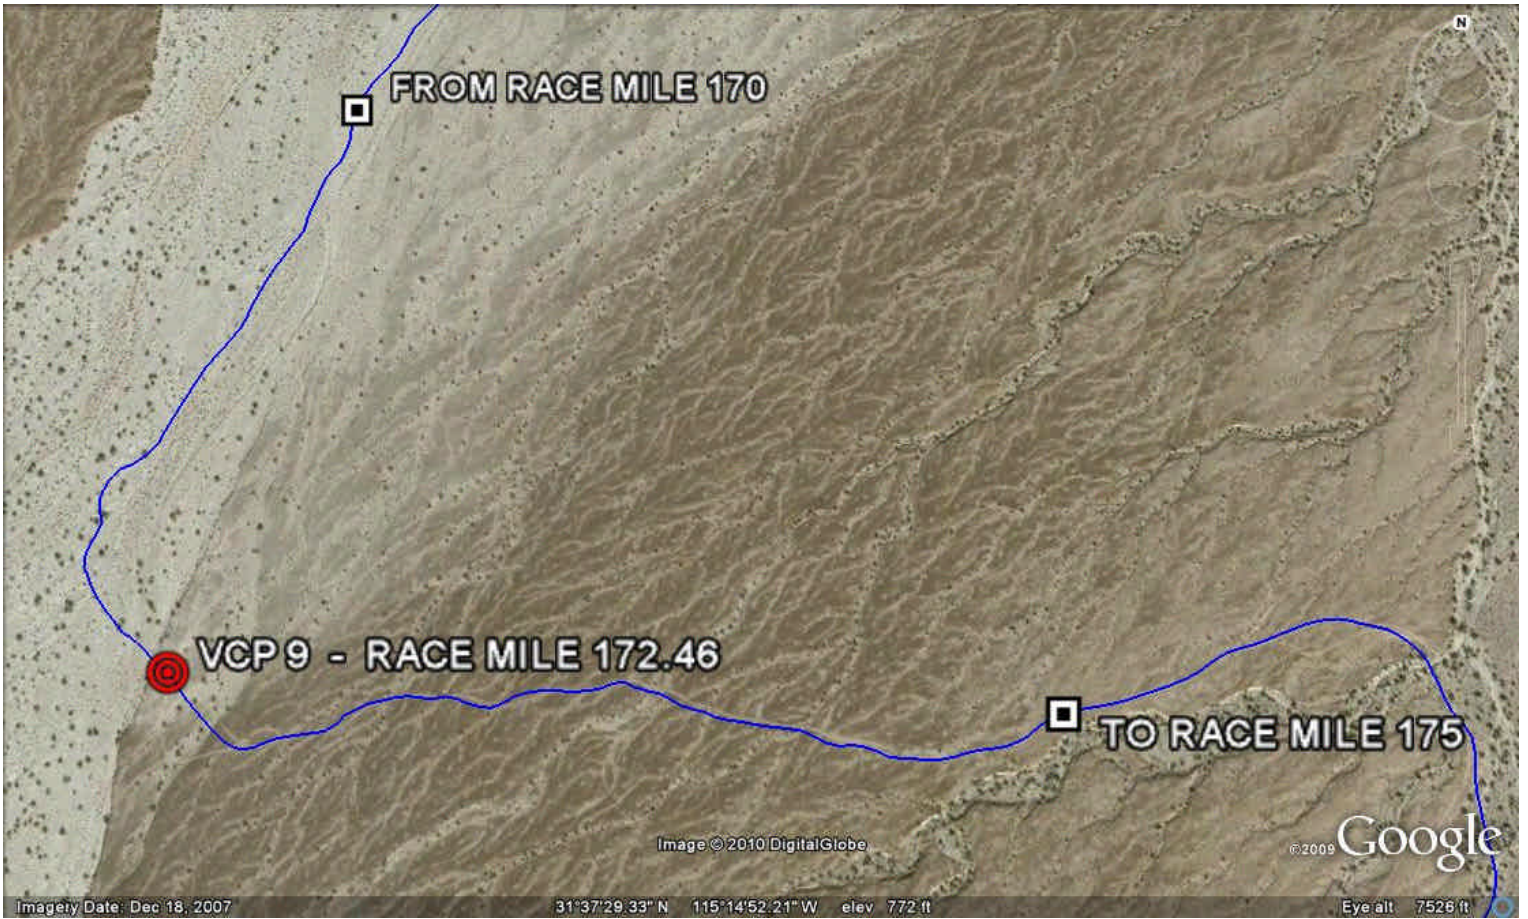 N
FROM RACE MILE 170
VCP 9 - RACE MILE 172.46
TO RACE MILE 175
Image © 2010 DigitalGlobe
©2009 Google
Imagery Date: Dec 18, 2007 31°37'29.33" N 115°14'52.21" W elev 772 ft Eye alt 7526 ft